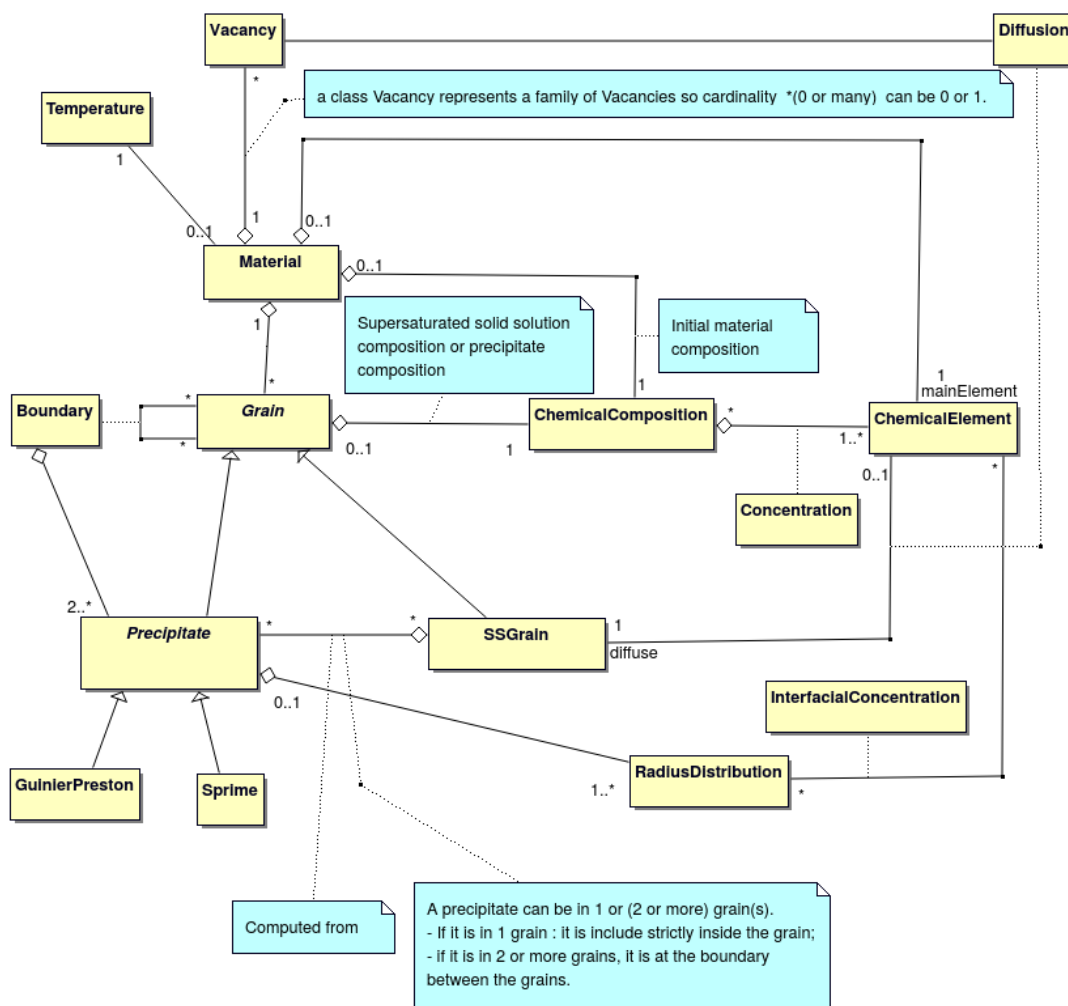 Vacancy
Diffusion
*
a class Vacancy represents a family of Vacancies so cardinality *(0 or many) can be 0 or 1.
Temperature
1
1
0..1
0..1
Material
0..1
1
Supersaturated solid solution
composition or precipitate
composition
Initial material
composition
*
1
1
mainElement
Boundary
*
*
Grain
0..1
1
ChemicalComposition
*
1..*
ChemicalElement
0..1
*
Concentration
2..*
Precipitate
*
*
SSGrain
1
diffuse
0..1
InterfacialConcentration
GuinierPreston
Sprime
1..*
RadiusDistribution
*
Computed from
A precipitate can be in 1 or (2 or more) grain(s).
- If it is in 1 grain : it is include strictly inside the grain;
- if it is in 2 or more grains, it is at the boundary
between the grains.